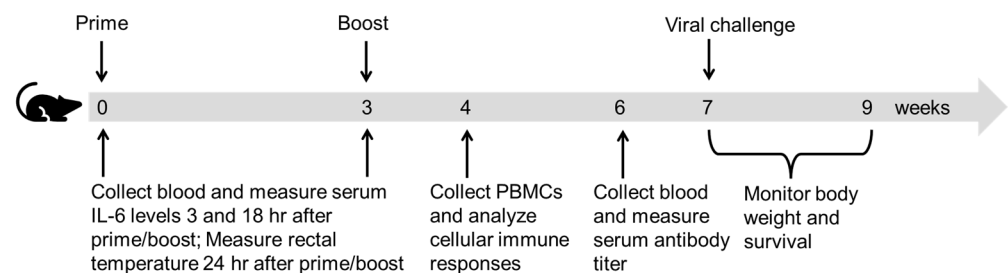 Prime
Boost
Viral challenge
0 3 4 6 7 9 weeks
Collect blood and measure serum
IL-6 levels 3 and 18 hr after
prime/boost; Measure rectal
temperature 24 hr after prime/boost
Collect PBMCs
and analyze
cellular immune
responses
Collect blood
and measure
serum antibody
titer
Monitor body
weight and
survival